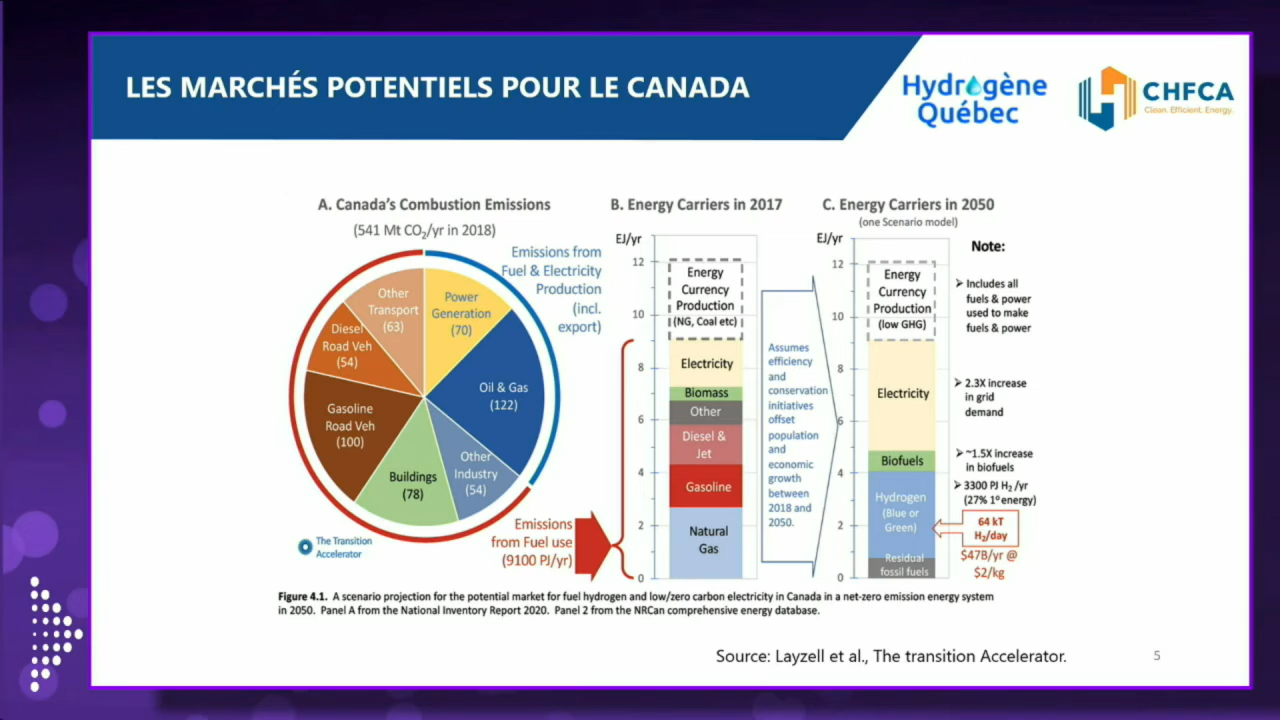 LES MARCHÉS POTENTIELS POUR LE CANADA
Hydrogène
Québec
CHFCA
Clean. Efficient. Energy.
A. Canada's Combustion Emissions
(541 Mt CO₂/yr in 2018)
Emissions from
Fuel & Electricity
Production
(incl.
export)
Other
Transport
(63)
Power
Generation
(70)
Diesel
Road Veh
(54)
Oil & Gas
(122)
Gasoline
Road Veh
(100)
Buildings
(78)
Other
Industry
(54)
The Transition
Accelerator
Emissions
from Fuel use
(9100 PJ/yr)
B. Energy Carriers in 2017
EJ/yr
12
10
8
6
4
2
0
Energy
Currency
Production
(NG, Coal etc)
Electricity
Biomass
Other
Diesel &
Jet
Gasoline
Natural
Gas
Assumes
efficiency
and
conservation
initiatives
offset
population
and
economic
growth
between
2018 and
2050.
C. Energy Carriers in 2050
(one Scenario model)
EJ/yr
12
10
8
6
4
2
0
Energy
Currency
Production
(low GHG)
Electricity
Biofuels
Hydrogen
(Blue or
Green)
Residual
fossil fuels
Note:
➢ Includes all
fuels & power
used to make
fuels & power
➢ 2.3X increase
in grid
demand
➢ ~1.5X increase
in biofuels
➢ 3300 PJ H₂ /yr
(27% 1° energy)
64 kT
H₂/day
$47B/yr @
$2/kg
Figure 4.1. A scenario projection for the potential market for fuel hydrogen and low/zero carbon electricity in Canada in a net-zero emission energy system
in 2050. Panel A from the National Inventory Report 2020. Panel 2 from the NRCan comprehensive energy database.
Source: Layzell et al., The transition Accelerator.
5